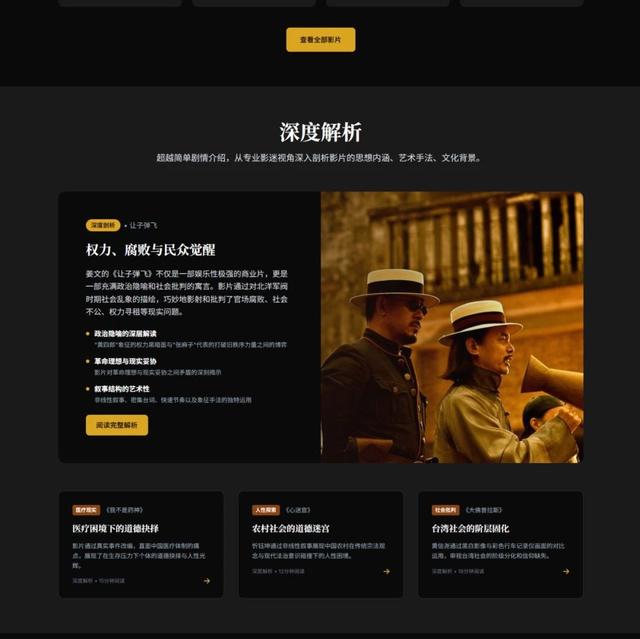 查看全部影片
深度解析
超越简单剧情介绍，从专业影迷视角深入剖析影片的思想内涵、艺术手法、文化背景。
深度剖析 • 让子弹飞
权力、腐败与民众觉醒
姜文的《让子弹飞》不仅是一部娱乐性极强的商业片，更是
一部充满政治隐喻和社会批判的寓言。影片通过对北洋军阀
时期社会乱象的描绘，巧妙地影射和批判了官场腐败、社会
不公、权力寻租等现实问题。
政治隐喻的深层解读
"黄四郎"象征的权力黑暗面与"张麻子"代表的打破旧秩序力量之间的博弈
革命理想与现实妥协
影片对革命理想与现实妥协之间矛盾的深刻揭示
叙事结构的艺术性
非线性叙事、密集台词、快速节奏以及象征手法的独特运用
阅读完整解析
医疗现实 《我不是药神》
医疗困境下的道德抉择
影片通过真实事件改编，直面中国医疗体制的痛
点，展现了在生存压力下个体的道德抉择与人性光
辉。
深度解析 • 15分钟阅读
人性探索 《心迷宫》
农村社会的道德迷宫
忻钰坤通过非线性叙事展现中国农村在传统宗法观
念与现代法治意识碰撞下的人性困境。
深度解析 • 12分钟阅读
社会批判 《大佛普拉斯》
台湾社会的阶层固化
黄信尧通过黑白影像与彩色行车记录仪画面的对比
运用，审视台湾社会的阶级分化和信仰缺失。
深度解析 • 18分钟阅读